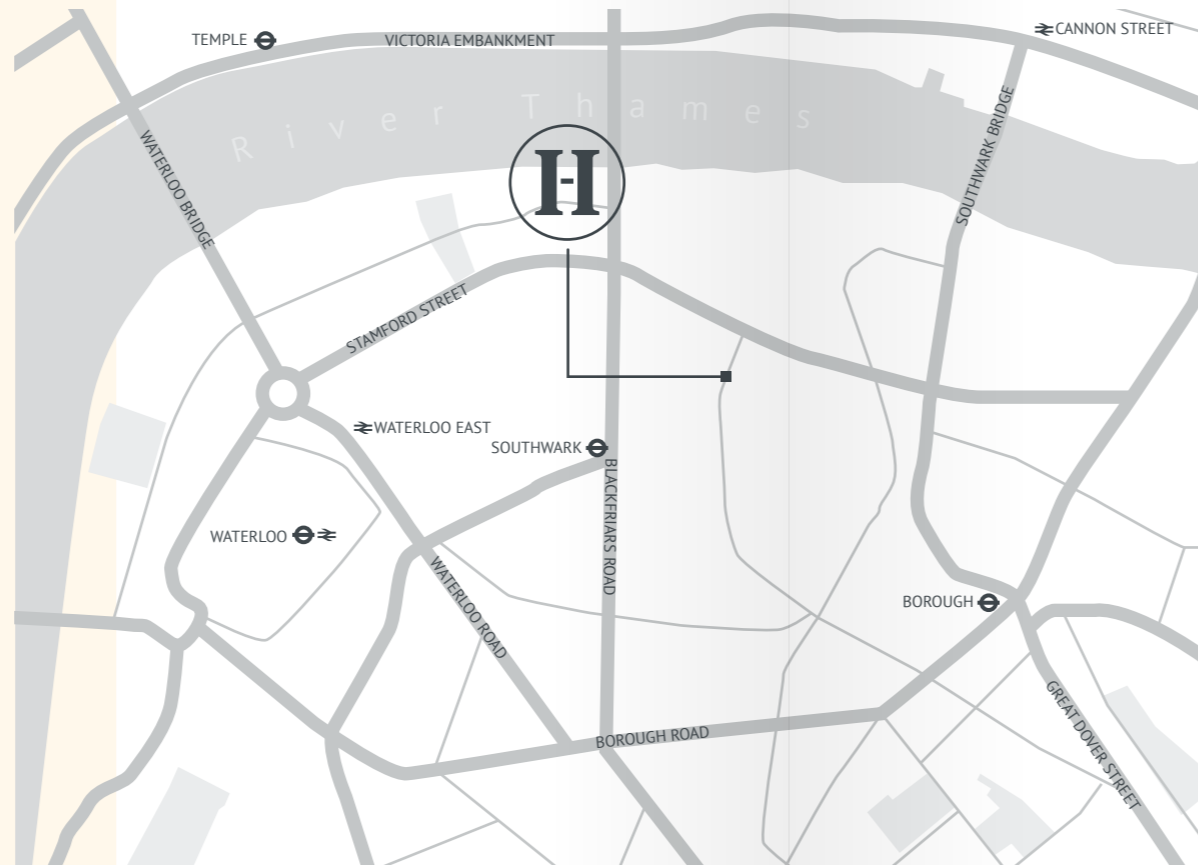 TEMPLE
VICTORIA EMBANKMENT
CANNON STREET
River Thames
WATERLOO BRIDGE
SOUTHWARK BRIDGE
H
STAMFORD STREET
WATERLOO EAST
SOUTHWARK
BLACKFRIARS ROAD
WATERLOO
WATERLOO ROAD
BOROUGH
GREAT DOVER STREET
BOROUGH ROAD